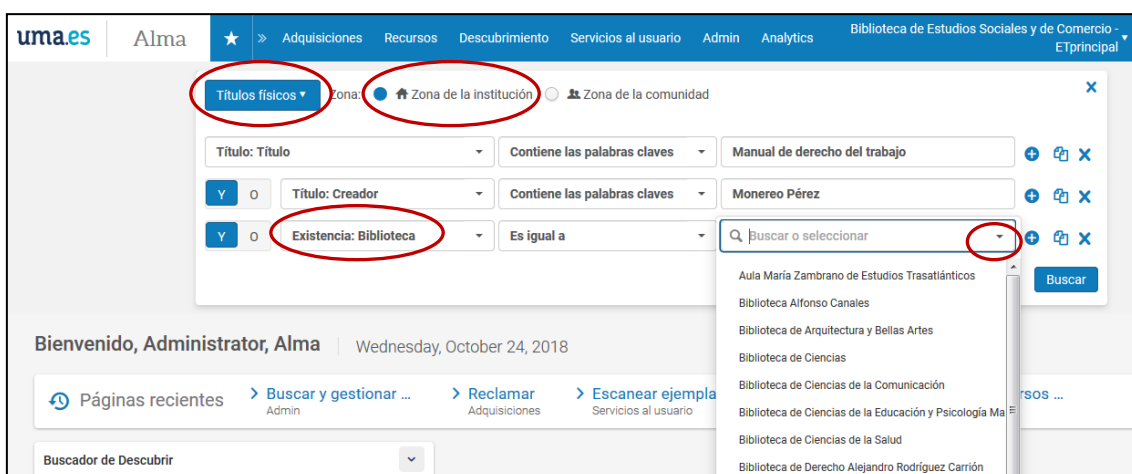 uma.es Alma Adquisiciones Recursos Descubrimiento Servicios al usuario Admin Analytics Biblioteca de Estudios Sociales y de Comercio -
ETprincipal
Títulos físicos Zona: Zona de la institución Zona de la comunidad
Título: Título Contiene las palabras claves Manual de derecho del trabajo
Y O Título: Creador Contiene las palabras claves Monereo Pérez
Y O Existencia: Biblioteca Es igual a Buscar o seleccionar
Aula María Zambrano de Estudios Trasatlánticos
Buscar
Biblioteca Alfonso Canales
Biblioteca de Arquitectura y Bellas Artes
Bienvenido, Administrator, Alma Wednesday, October 24, 2018
Biblioteca de Ciencias
Biblioteca de Ciencias de la Comunicación
Páginas recientes Buscar y gestionar ... Reclamar Escanear ejempla rsos ...
Admin Adquisiciones Servicios al usuario
Biblioteca de Ciencias de la Educación y Psicología Ma
Biblioteca de Ciencias de la Salud
Buscador de Descubrir
Biblioteca de Derecho Alejandro Rodríguez Carrión